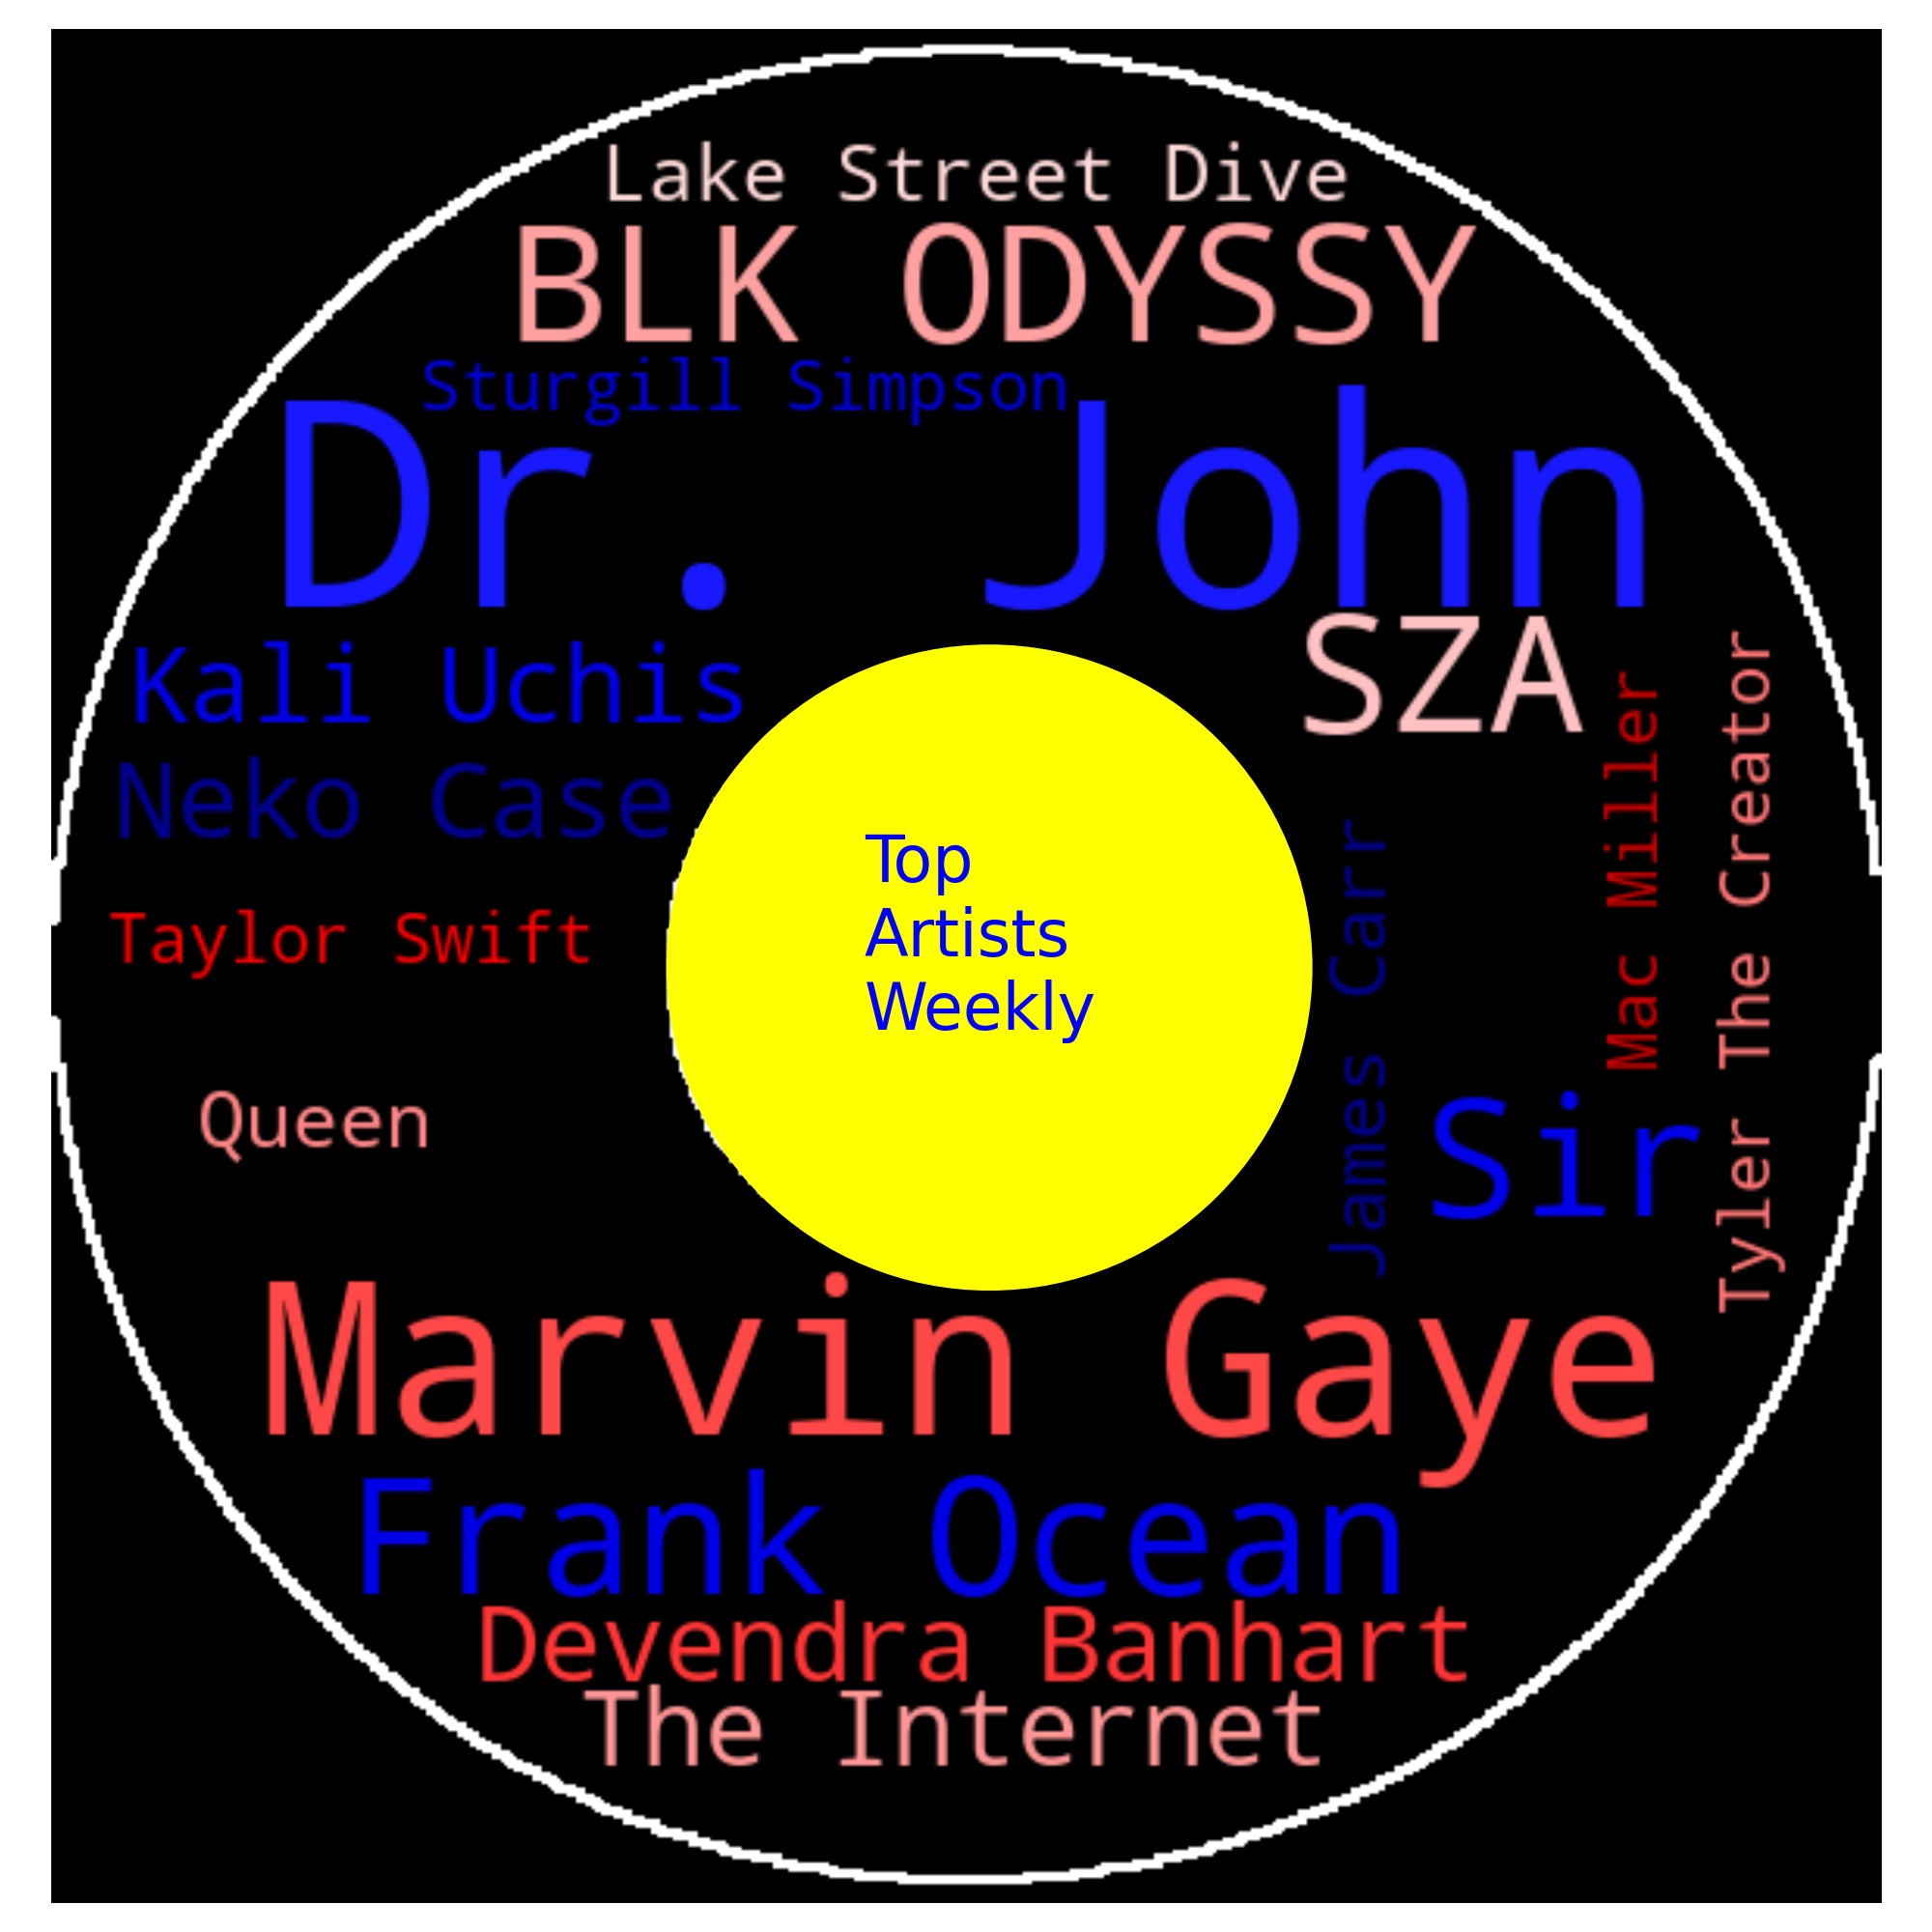 Lake Street Dive
BLK ODYSSY
Sturgill Simpson
Dr. John
Kali Uchis
SZA
Neko Case
Top
Artists
Weekly
Taylor Swift
Mac Miller
Tyler The Creator
James Carr
Queen
Sir
Marvin Gaye
Frank Ocean
Devendra Banhart
The Internet